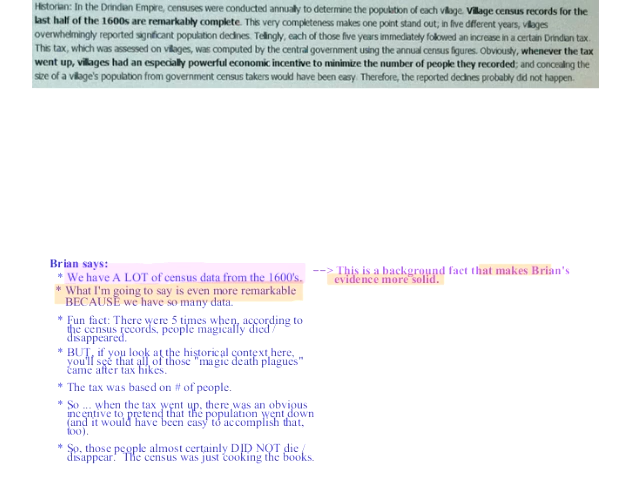 Historian: In the Drindian Empire, censuses were conducted annually to determine the population of each village. Village census records for the
last half of the 1600s are remarkably complete. This very completeness makes one point stand out; in five different years, villages
overwhelmingly reported significant population declines. Tellingly, each of those five years immediately followed an increase in a certain Drindian tax.
This tax, which was assessed on villages, was computed by the central government using the annual census figures. Obviously, whenever the tax
went up, villages had an especially powerful economic incentive to minimize the number of people they recorded; and concealing the
size of a village's population from government census takers would have been easy. Therefore, the reported declines probably did not happen.
Brian says:
* We have A LOT of census data from the 1600's.
--> This is a background fact that makes Brian's
evidence more solid.
* What I'm going to say is even more remarkable
BECAUSE we have so many data.
* Fun fact: There were 5 times when, according to
the census records, people magically died /
disappeared.
* BUT, if you look at the historical context here,
you'll see that all of those "magic death plagues"
came after tax hikes.
* The tax was based on # of people.
* So ... when the tax went up, there was an obvious
incentive to pretend that the population went down
(and it would have been easy to accomplish that,
too).
* So, those people almost certainly DID NOT die /
disappear. The census was just cooking the books.